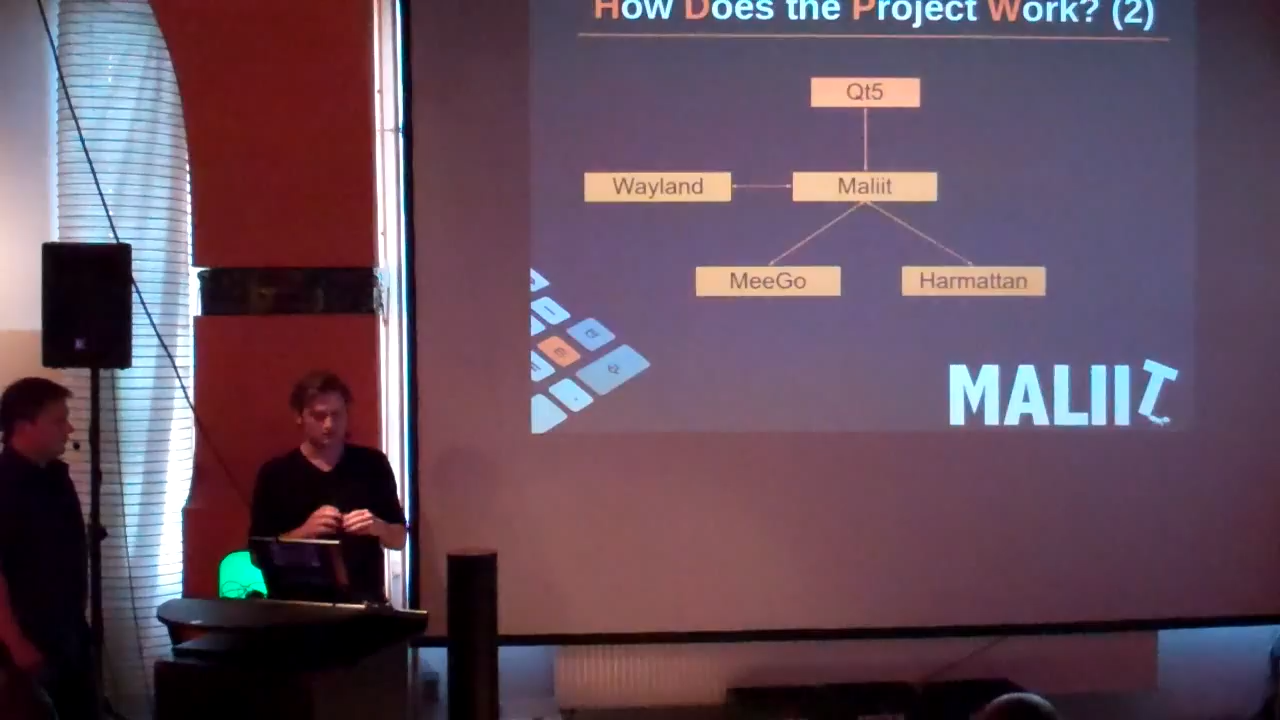 How Does the Project Work? (2)
Qt5
Wayland
Maliit
MeeGo
Harmattan
MALIIT